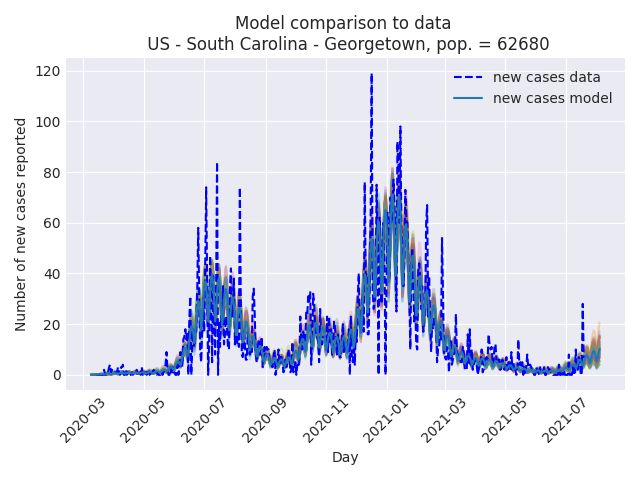 Model comparison to data
US - South Carolina - Georgetown, pop. = 62680
new cases data
new cases model
Number of new cases reported
120
100
80
60
40
20
0
2020-03
2020-05
2020-07
2020-09
2020-11
2021-01
2021-03
2021-05
2021-07
Day